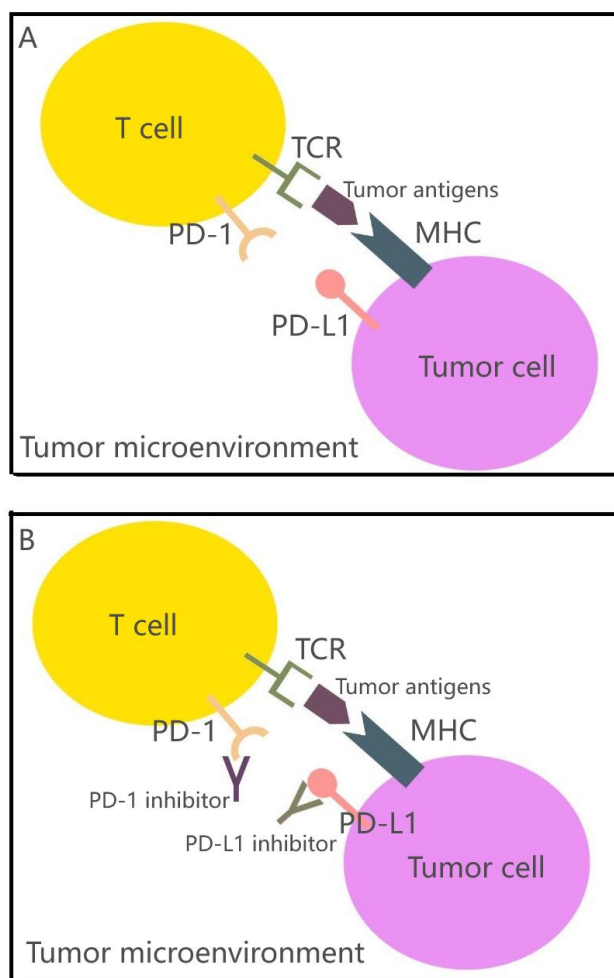 A
T cell
TCR
Tumor antigens
PD-1
MHC
PD-L1
Tumor cell
Tumor microenvironment
B
T cell
TCR
Tumor antigens
PD-1
MHC
PD-1 inhibitor
PD-L1
PD-L1 inhibitor
Tumor cell
Tumor microenvironment